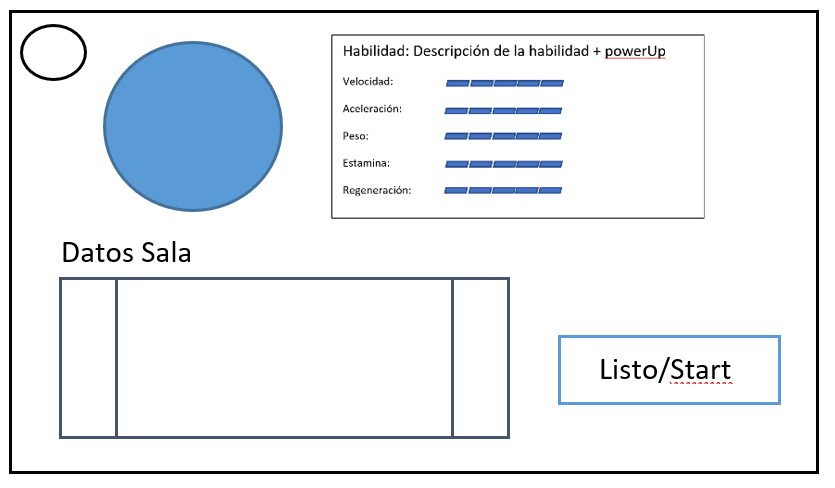 Habilidad: Descripción de la habilidad + powerUp
Velocidad:
Aceleración:
Peso:
Estamina:
Regeneración:
Datos Sala
Listo/Start